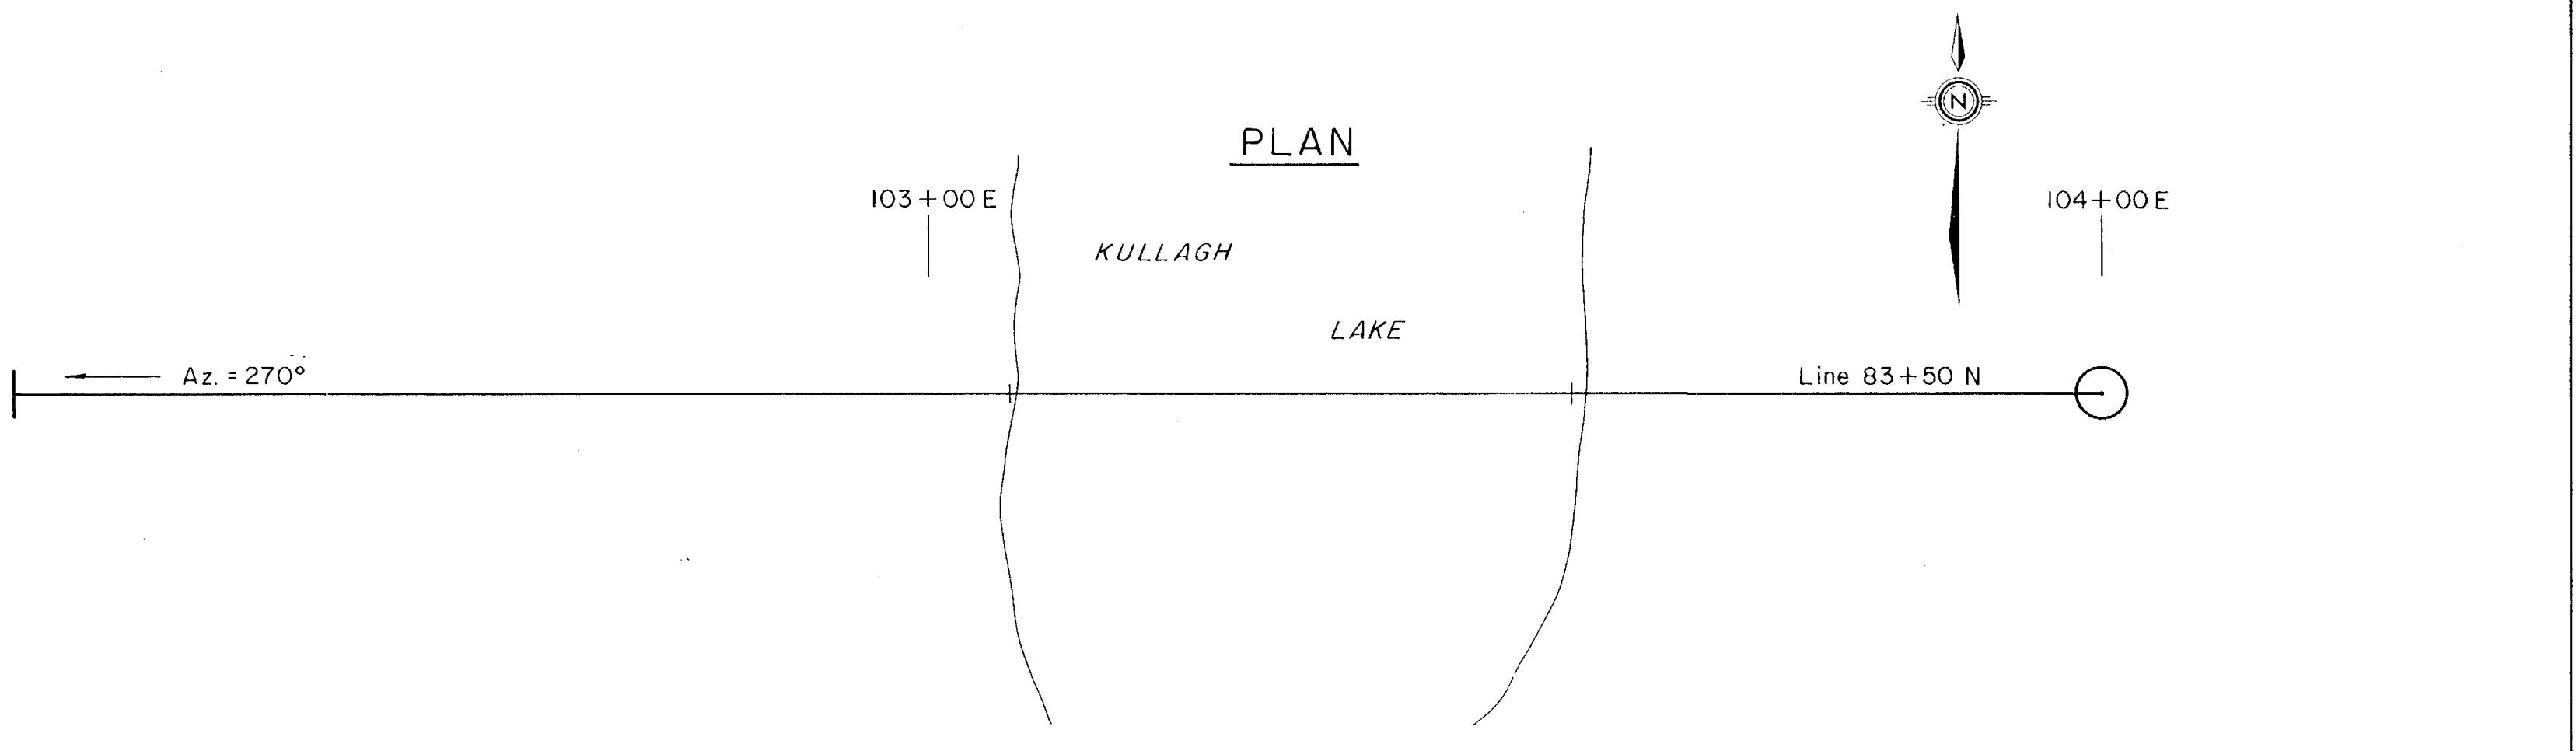 N
PLAN
103+00 E
104+00 E
KULLAGH
LAKE
Az. = 270°
Line 83+50 N